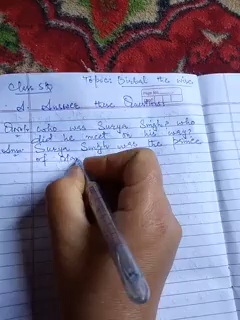 Class 5th
Topic: Birbal the wise
A. Answer the
Who was Surya Singh? who
did he meet on his way?
Ans: Surya Singh was the prince
of